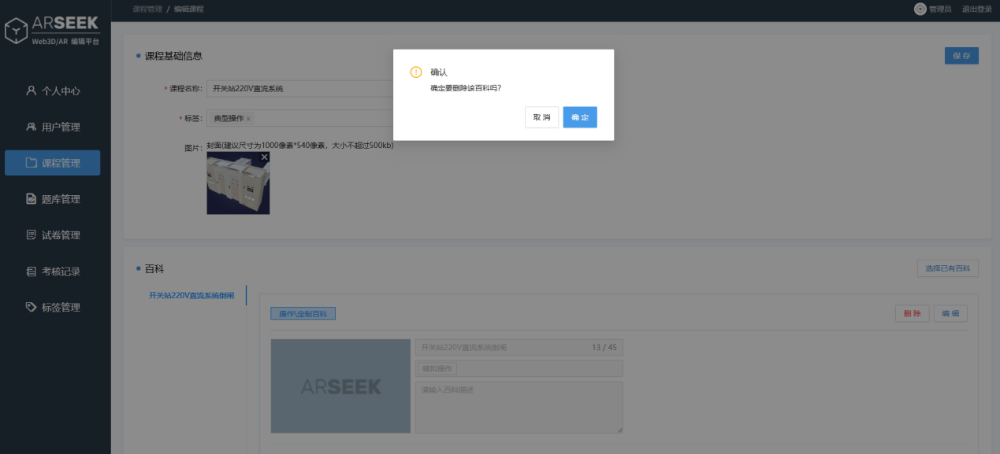 ARSEEK
Web3D/AR 编辑平台
课程管理 / 编辑课程
管理员 退出登录
个人中心
用户管理
课程管理
题库管理
试卷管理
考核记录
标签管理
课程基础信息
保存
* 课程名称: 开关站220V直流系统
* 标签: 典型操作 ×
图片: 封面(建议尺寸为1000像素*540像素，大小不超过500kb)
确认
确定要删除该百科吗?
取消 确定
百科
选择已有百科
开关站220V直流系统倒闸
操作\定制百科
删除 编辑
ARSEEK
开关站220V直流系统倒闸 13 / 45
模拟操作
请输入百科描述